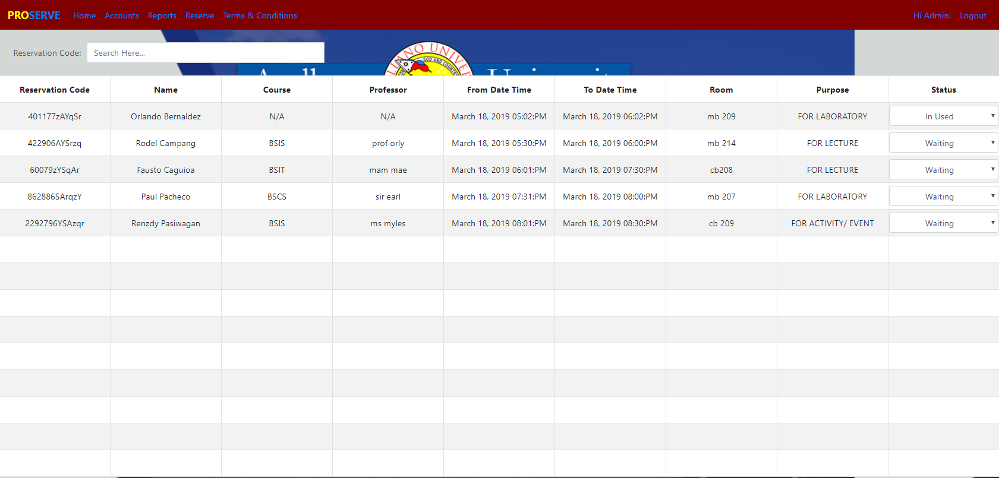 PROSERVE Home Accounts Reports Reserve Terms & Conditions Hi Admin! Logout
Reservation Code: Search Here...
GOD AND COUNTRY
Reservation Code Name Course Professor From Date Time To Date Time Room Purpose Status
401177zAYqSr Orlando Bernaldez N/A N/A March 18, 2019 05:02:PM March 18, 2019 06:02:PM mb 209 FOR LABORATORY In Used
422906AYSrzq Rodel Campang BSIS prof orly March 18, 2019 05:30:PM March 18, 2019 06:00:PM mb 214 FOR LECTURE Waiting
60079zYSqAr Fausto Caguioa BSIT mam mae March 18, 2019 06:01:PM March 18, 2019 07:30:PM cb208 FOR LECTURE Waiting
862886SArqzY Paul Pacheco BSCS sir earl March 18, 2019 07:31:PM March 18, 2019 08:00:PM mb 207 FOR LABORATORY Waiting
2292796YSAzqr Renzdy Pasiwagan BSIS ms myles March 18, 2019 08:01:PM March 18, 2019 08:30:PM cb 209 FOR ACTIVITY/ EVENT Waiting